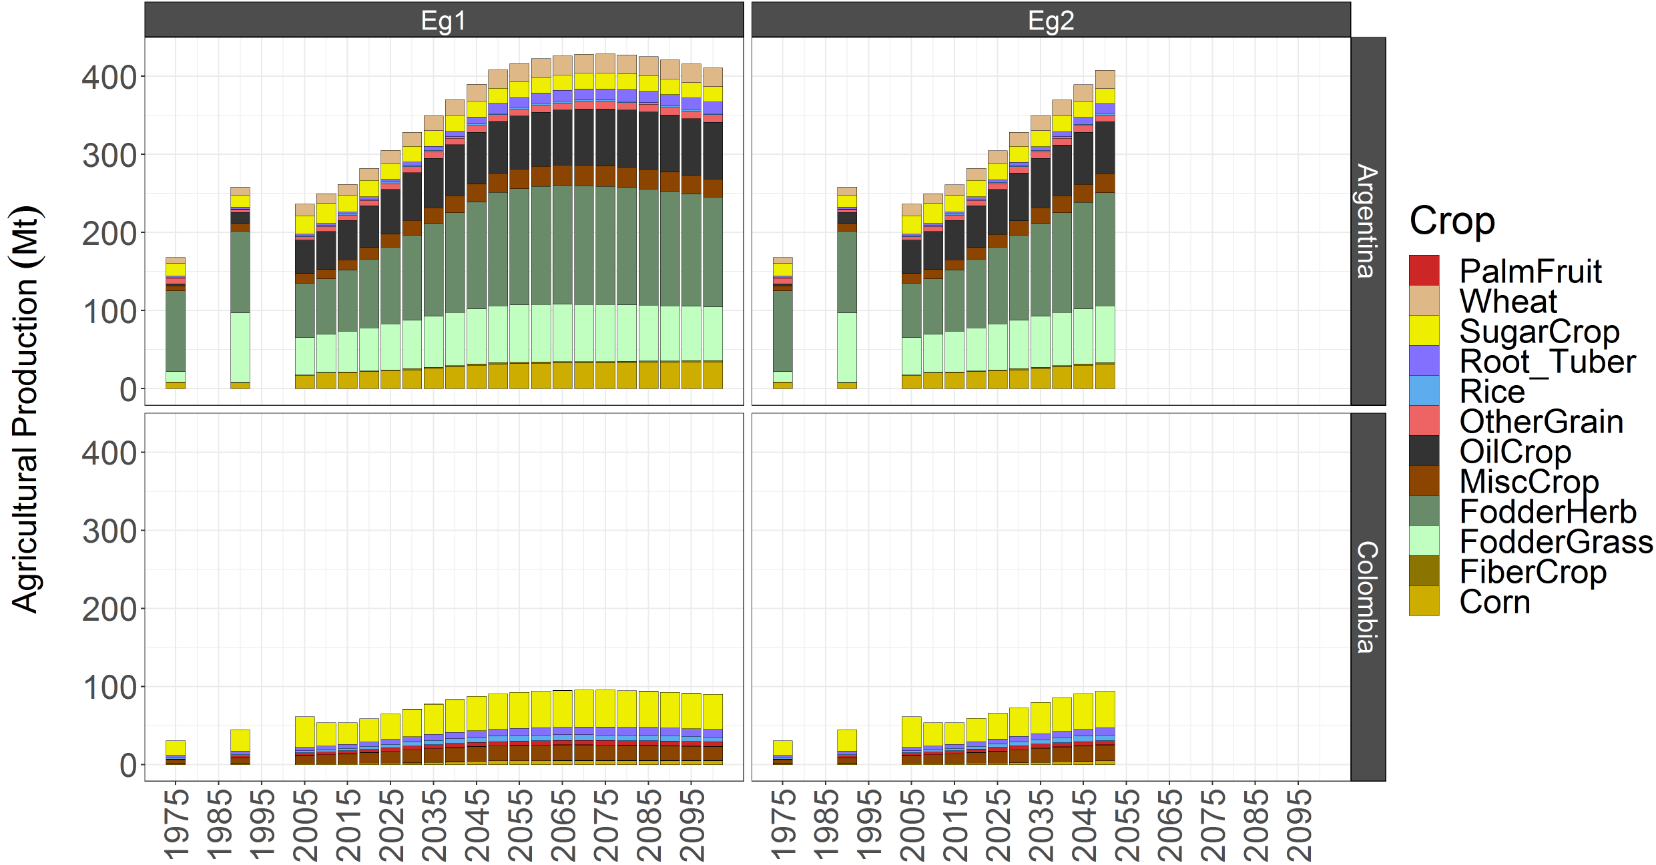 Eg1
Eg2
Agricultural Production (Mt)
400
300
200
100
0
Argentina
400
300
200
100
0
Colombia
1975
1985
1995
2005
2015
2025
2035
2045
2055
2065
2075
2085
2095
1975
1985
1995
2005
2015
2025
2035
2045
2055
2065
2075
2085
2095
Crop
PalmFruit
Wheat
SugarCrop
Root_Tuber
Rice
OtherGrain
OilCrop
MiscCrop
FodderHerb
FodderGrass
FiberCrop
Corn